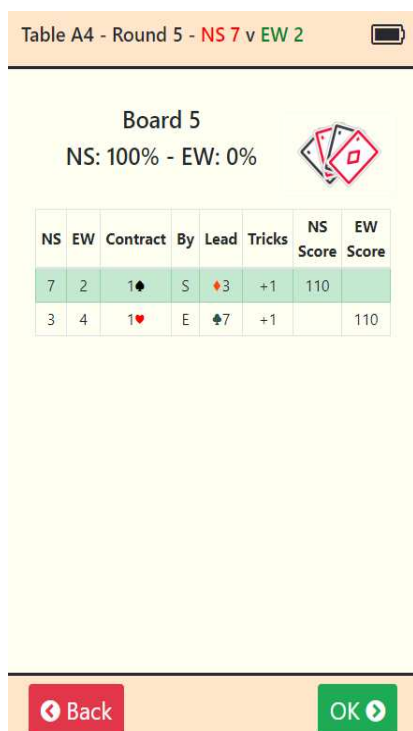 Table A4 - Round 5 - NS 7 v EW 2
Board 5
NS: 100% - EW: 0%
NS EW Contract By Lead Tricks NS Score EW Score
7 2 1♠ S ♦3 +1 110
3 4 1♥ E ♣7 +1 110
Back
OK